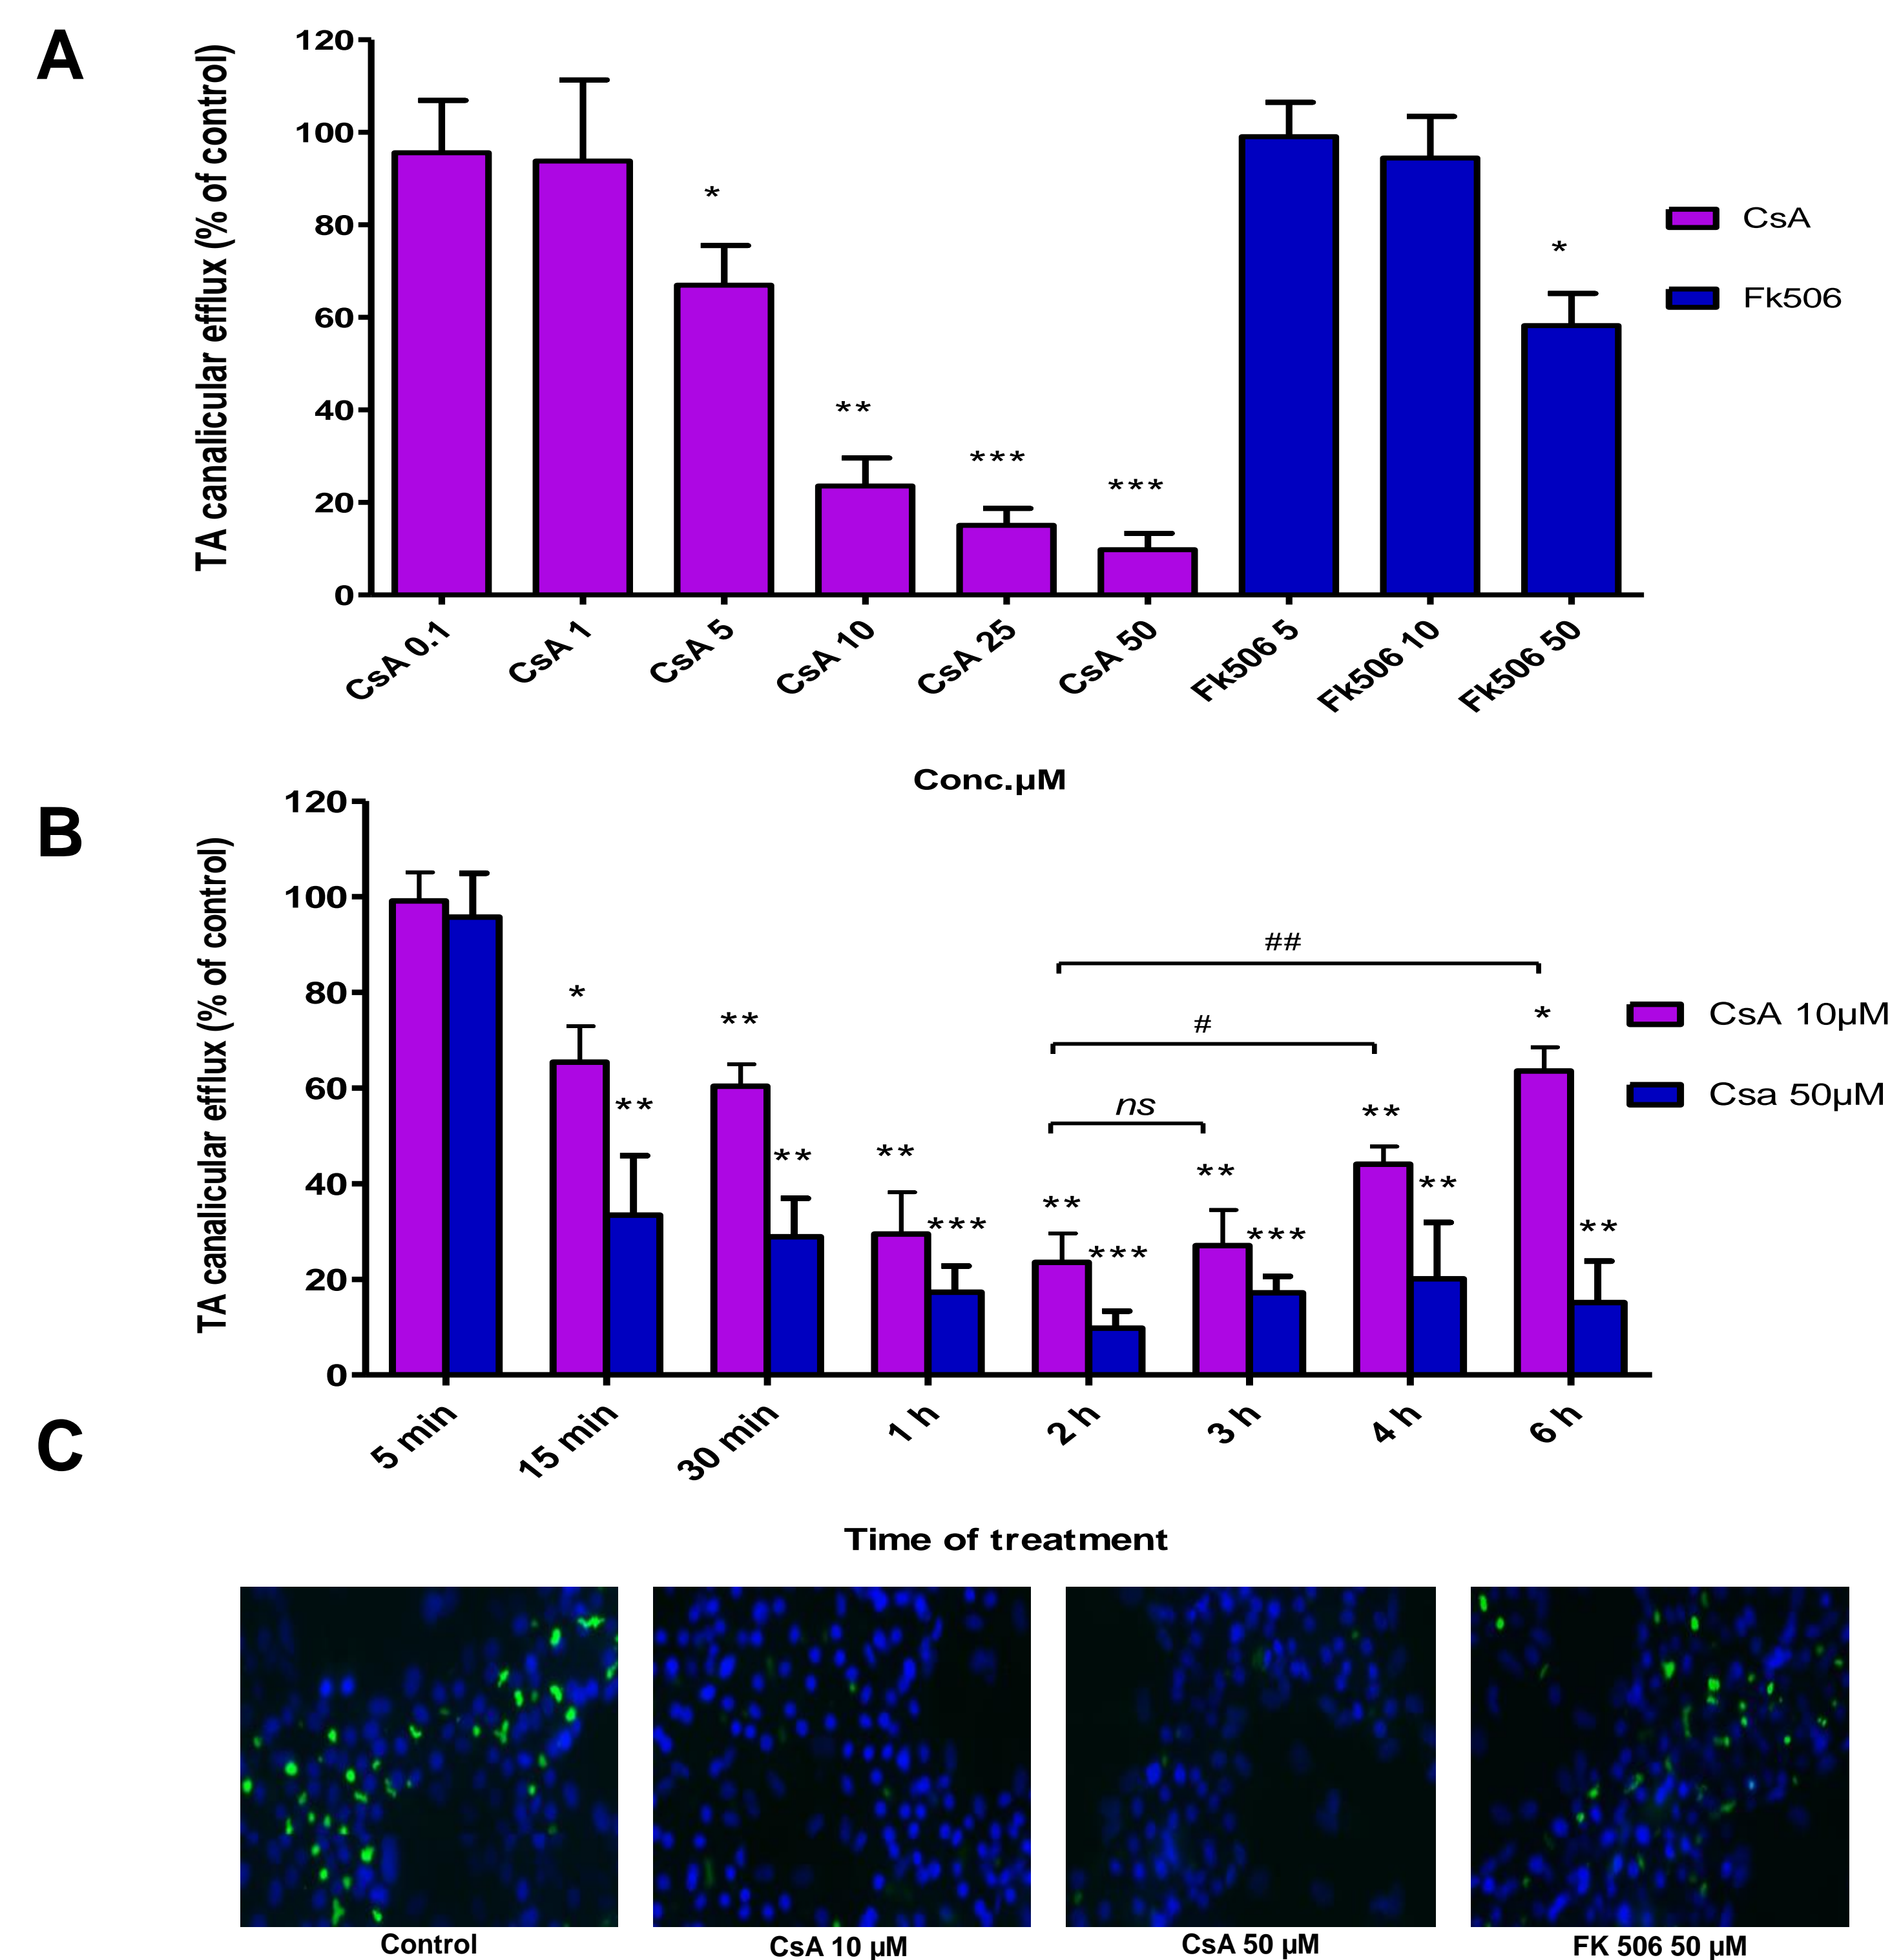 A
TA canalicular efflux (% of control)
120
100
80
60
40
20
0
*
**
***
***
*
CsA
Fk506
CsA 0.1
CsA 1
CsA 5
CsA 10
CsA 25
CsA 50
Fk506 5
Fk506 10
Fk506 50
Conc.µM
B
TA canalicular efflux (% of control)
120
100
80
60
40
20
0
##
#
ns
*
**
**
**
**
***
**
***
**
***
**
**
*
**
CsA 10µM
Csa 50µM
5 min
15 min
30 min
1 h
2 h
3 h
4 h
6 h
Time of treatment
C
Control
CsA 10 µM
CsA 50 µM
FK 506 50 µM